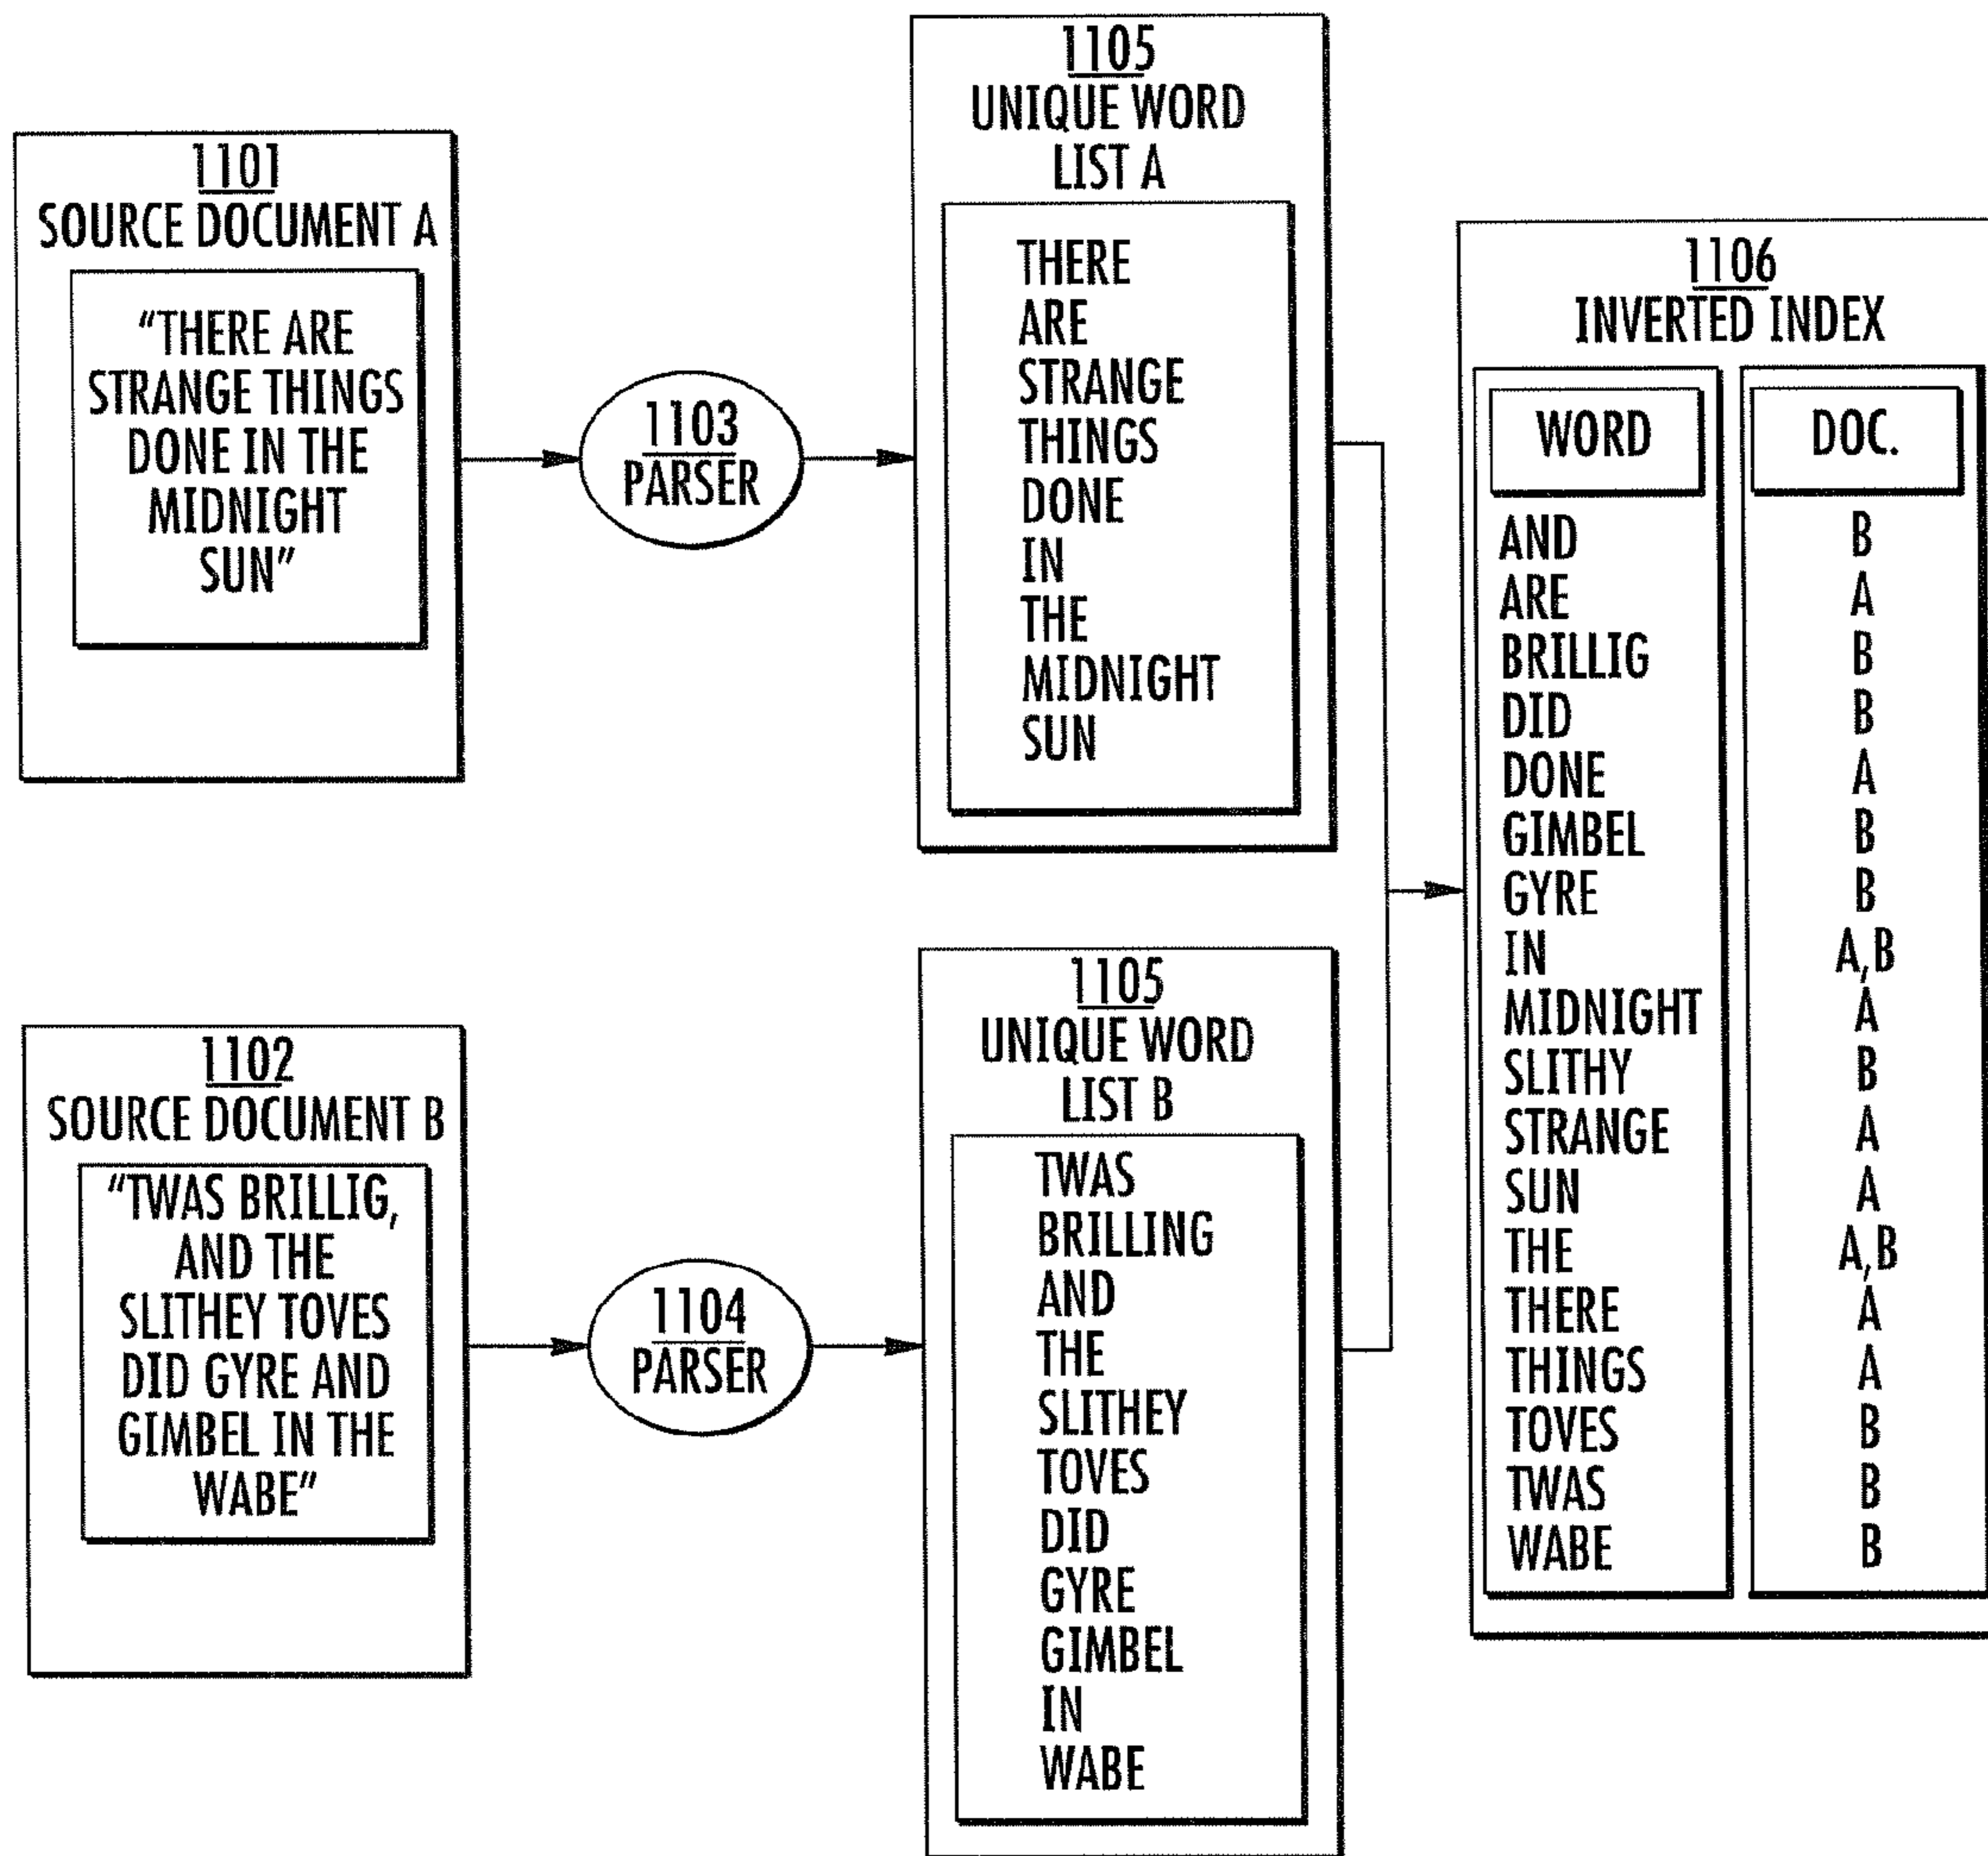 1101
SOURCE DOCUMENT A
“THERE ARE
STRANGE THINGS
DONE IN THE
MIDNIGHT
SUN”
1103
PARSER
1105
UNIQUE WORD
LIST A
THERE
ARE
STRANGE
THINGS
DONE
IN
THE
MIDNIGHT
SUN
1102
SOURCE DOCUMENT B
“TWAS BRILLIG,
AND THE
SLITHEY TOVES
DID GYRE AND
GIMBEL IN THE
WABE”
1104
PARSER
1105
UNIQUE WORD
LIST B
TWAS
BRILLING
AND
THE
SLITHEY
TOVES
DID
GYRE
GIMBEL
IN
WABE
1106
INVERTED INDEX
WORD DOC.
AND B
ARE A
BRILLIG B
DID B
DONE A
GIMBEL B
GYRE B
IN A,B
MIDNIGHT A
SLITHY B
STRANGE A
SUN A
THE A,B
THERE A
THINGS A
TOVES B
TWAS B
WABE B